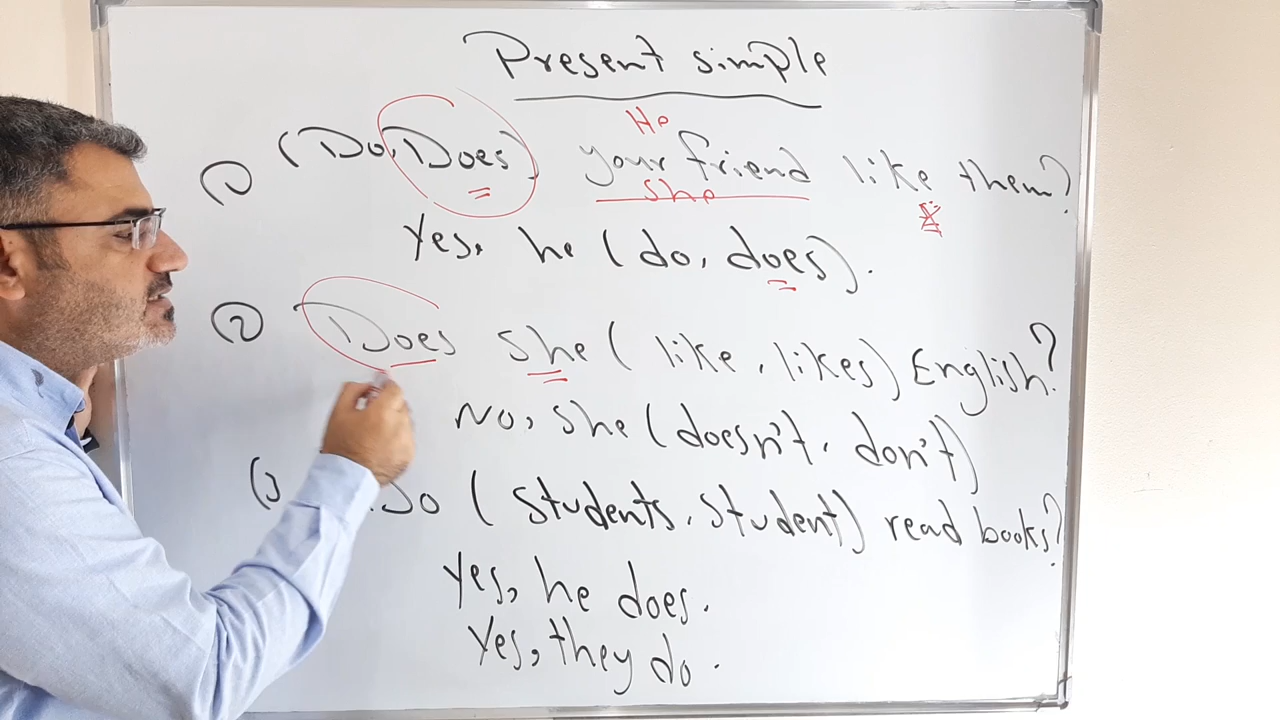 Present simple
He
① (Do, Does) your friend like them?
she
Yes, he (do, does).
② Does she (like, likes) English?
No, she (doesn't, don't)
Do (students, student) read books?
Yes, he does.
Yes, they do.